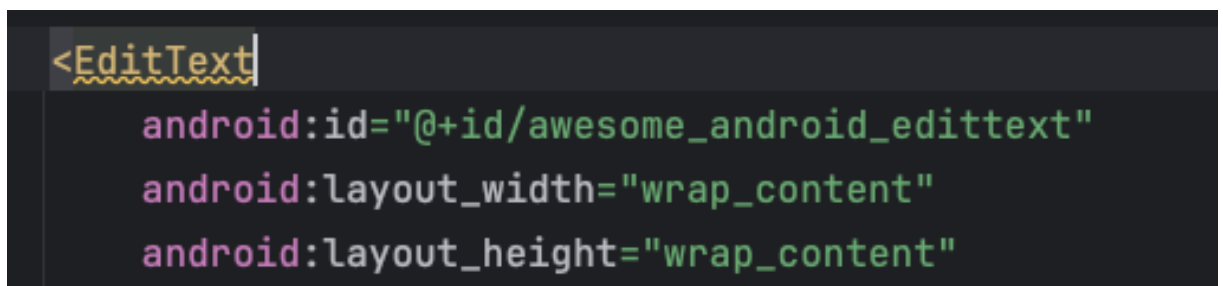 <EditText
android:id="@+id/awesome_android_edittext"
android:layout_width="wrap_content"
android:layout_height="wrap_content"